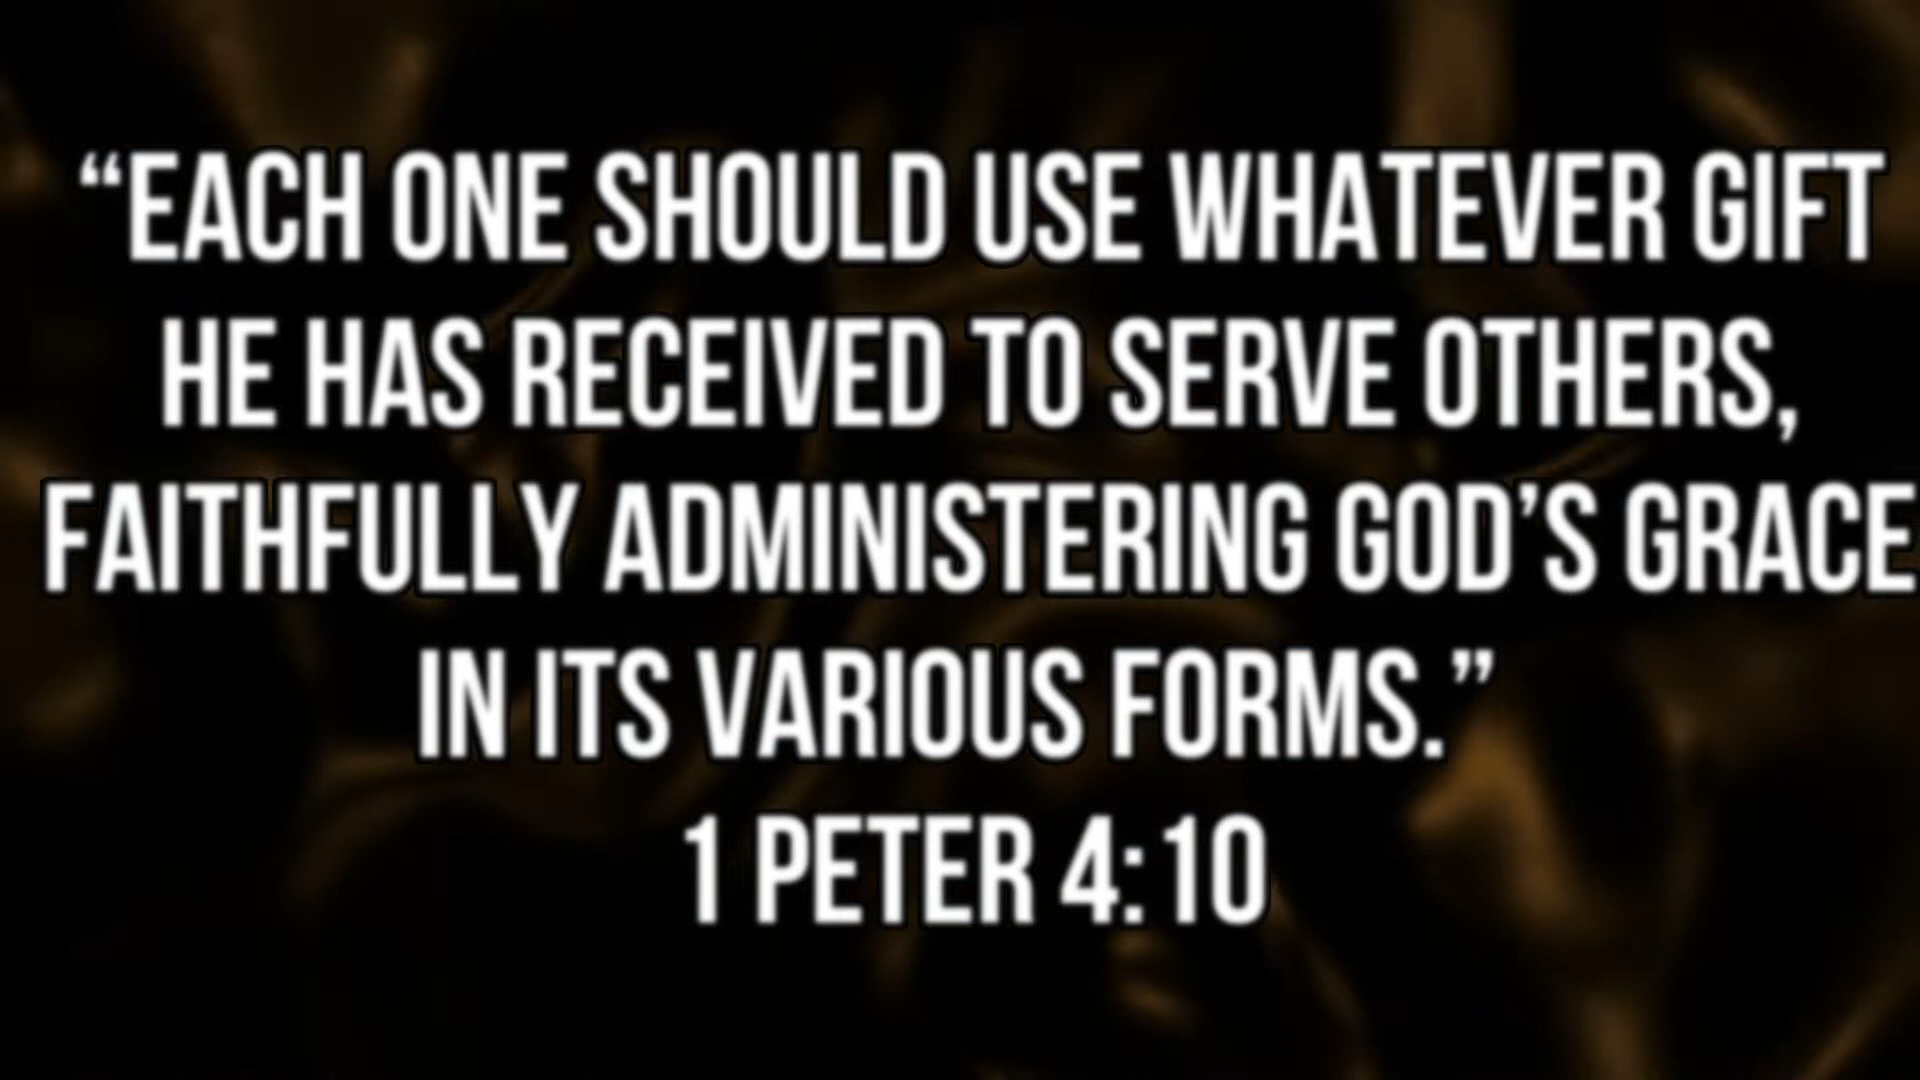 “EACH ONE SHOULD USE WHATEVER GIFT
HE HAS RECEIVED TO SERVE OTHERS,
FAITHFULLY ADMINISTERING GOD’S GRACE
IN ITS VARIOUS FORMS.”
1 PETER 4:10